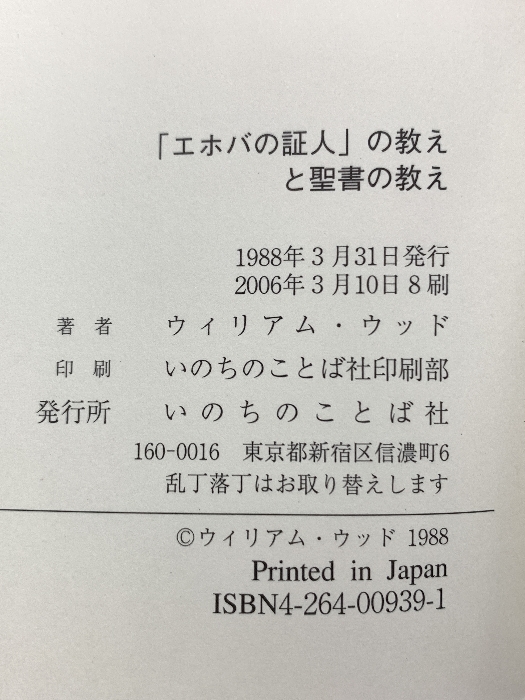 「エホバの証人」の教え
と聖書の教え
1988年3月31日発行
2006年3月10日8刷
著者 ウィリアム・ウッド
印刷 いのちのことば社印刷部
発行所 いのちのことば社
160-0016 東京都新宿区信濃町6
乱丁落丁はお取り替えします
©ウィリアム・ウッド 1988
Printed in Japan
ISBN4-264-00939-1